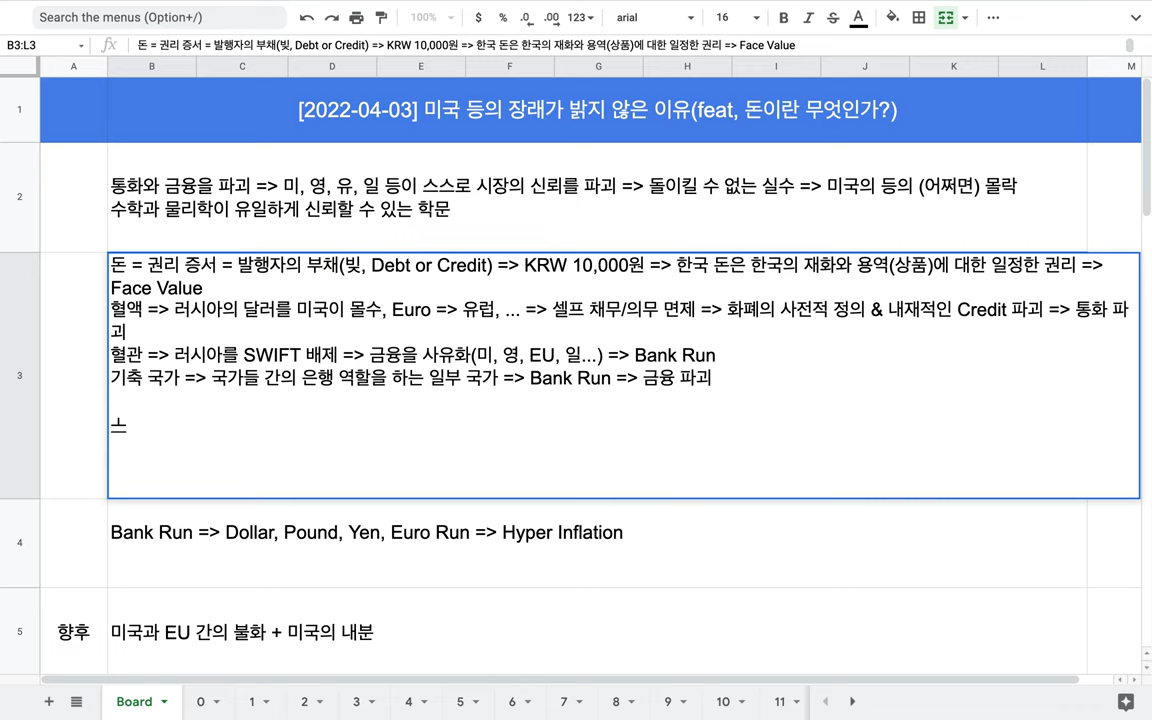 Search the menus (Option+/)
100% $ % .0 .00 123 arial 16 B I S A
B3:L3 fx 돈 = 권리 증서 = 발행자의 부채(빚, Debt or Credit) => KRW 10,000원 => 한국 돈은 한국의 재화와 용역(상품)에 대한 일정한 권리 => Face Value
A B C D E F G H I J K L M
1 [2022-04-03] 미국 등의 장래가 밝지 않은 이유(feat, 돈이란 무엇인가?)
통화와 금융을 파괴 => 미, 영, 유, 일 등이 스스로 시장의 신뢰를 파괴 => 돌이킬 수 없는 실수 => 미국의 등의 (어쩌면) 몰락
2 수학과 물리학이 유일하게 신뢰할 수 있는 학문
돈 = 권리 증서 = 발행자의 부채(빚, Debt or Credit) => KRW 10,000원 => 한국 돈은 한국의 재화와 용역(상품)에 대한 일정한 권리 =>
Face Value
혈액 => 러시아의 달러를 미국이 몰수, Euro => 유럽, ... => 셀프 채무/의무 면제 => 화폐의 사전적 정의 & 내재적인 Credit 파괴 => 통화 파
괴
혈관 => 러시아를 SWIFT 배제 => 금융을 사유화(미, 영, EU, 일...) => Bank Run
3 기축 국가 => 국가들 간의 은행 역할을 하는 일부 국가 => Bank Run => 금융 파괴
스
4 Bank Run => Dollar, Pound, Yen, Euro Run => Hyper Inflation
5 향후 미국과 EU 간의 불화 + 미국의 내분
Board 0 1 2 3 4 5 6 7 8 9 10 11